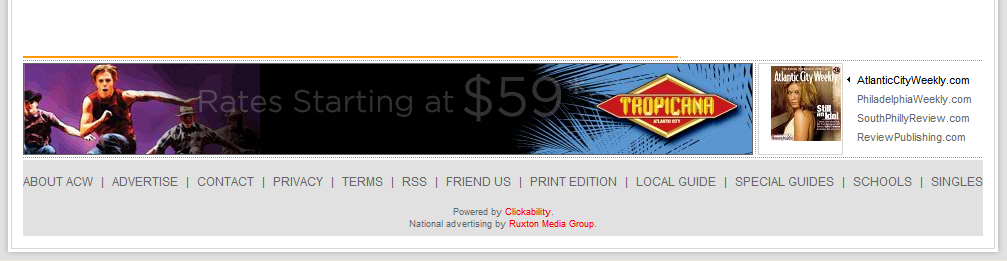 Rates Starting at $59
TROPICANA
ATLANTIC CITY
Atlantic City Weekly
Still
an
Idol
AtlanticCityWeekly.com
PhiladelphiaWeekly.com
SouthPhillyReview.com
ReviewPublishing.com
ABOUT ACW | ADVERTISE | CONTACT | PRIVACY | TERMS | RSS | FRIEND US | PRINT EDITION | LOCAL GUIDE | SPECIAL GUIDES | SCHOOLS | SINGLES
Powered by Clickability.
National advertising by Ruxton Media Group.